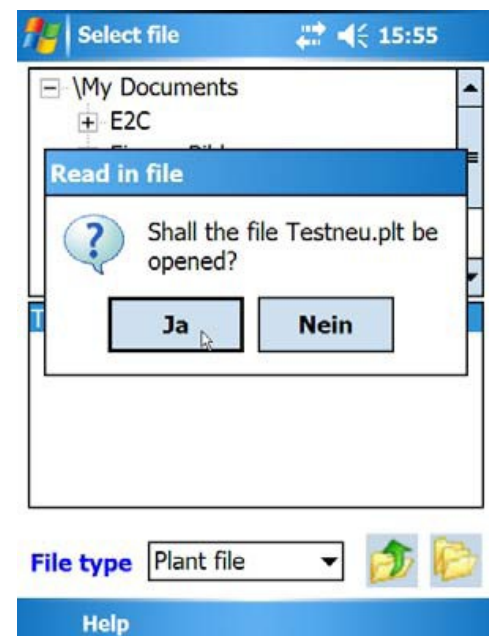 Select file
15:55
\My Documents
E2C
Read in file
Shall the file Testneu.plt be
opened?
Ja
Nein
File type
Plant file
Help